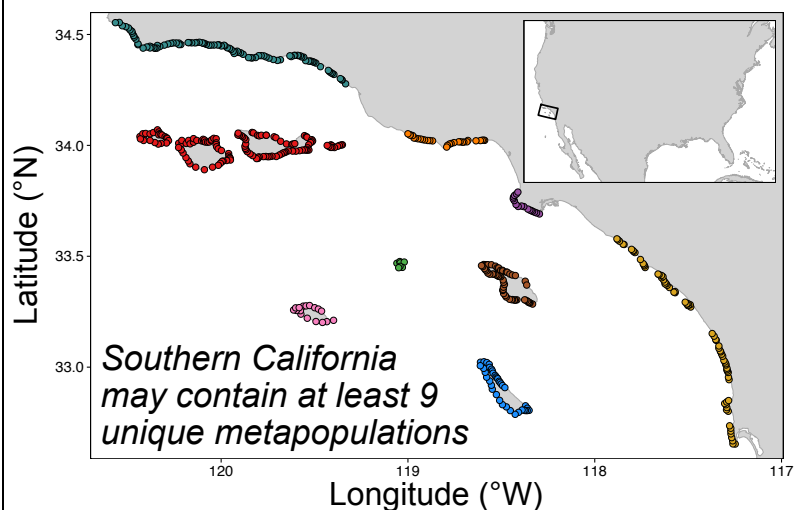 34.5
34.0
33.5
33.0
Latitude (°N)
Southern California
may contain at least 9
unique metapopulations
120
119
118
117
Longitude (°W)